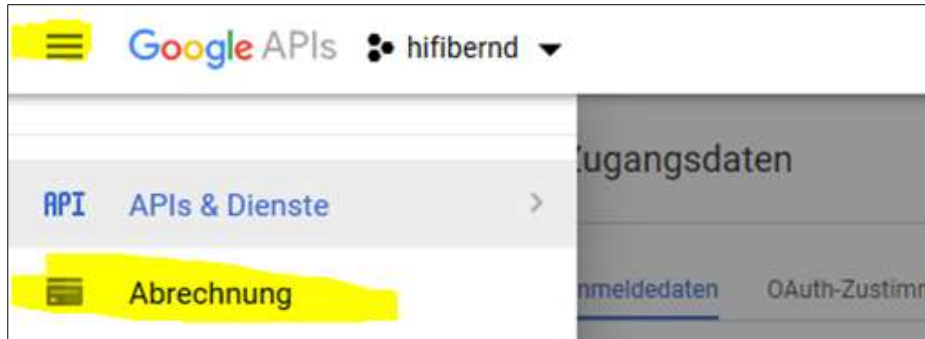 Google APIs hifibernd
Zugangsdaten
API APIs & Dienste
Abrechnung
nmeldedaten OAuth-Zustimm